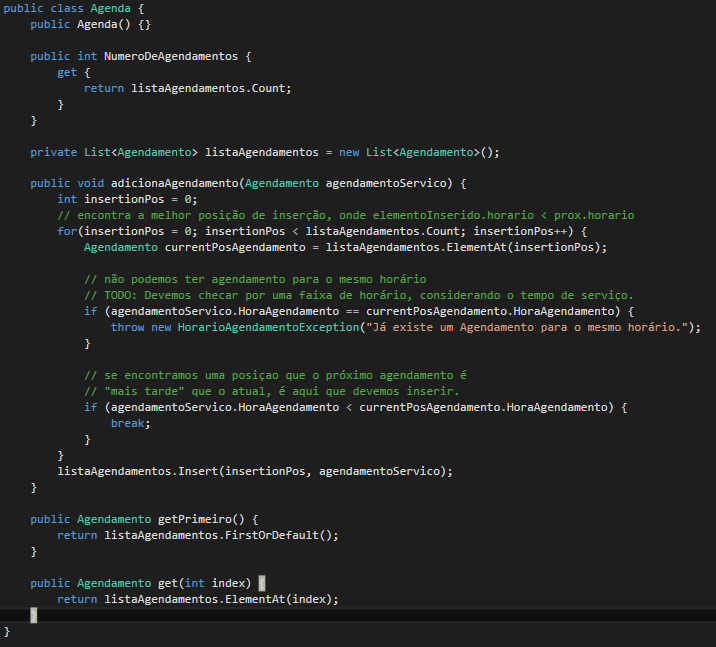 public class Agenda {
    public Agenda() {}

    public int NumeroDeAgendamentos {
        get {
            return listaAgendamentos.Count;
        }
    }

    private List<Agendamento> listaAgendamentos = new List<Agendamento>();

    public void adicionaAgendamento(Agendamento agendamentoServico) {
        int insertionPos = 0;
        // encontra a melhor posição de inserção, onde elementoInserido.horario < prox.horario
        for(insertionPos = 0; insertionPos < listaAgendamentos.Count; insertionPos++) {
            Agendamento currentPosAgendamento = listaAgendamentos.ElementAt(insertionPos);

            // não podemos ter agendamento para o mesmo horário
            // TODO: Devemos checar por uma faixa de horário, considerando o tempo de serviço.
            if (agendamentoServico.HoraAgendamento == currentPosAgendamento.HoraAgendamento) {
                throw new HorarioAgendamentoException("Já existe um Agendamento para o mesmo horário.");
            }

            // se encontramos uma posiçao que o próximo agendamento é
            // "mais tarde" que o atual, é aqui que devemos inserir.
            if (agendamentoServico.HoraAgendamento < currentPosAgendamento.HoraAgendamento) {
                break;
            }
        }
        listaAgendamentos.Insert(insertionPos, agendamentoServico);
    }

    public Agendamento getPrimeiro() {
        return listaAgendamentos.FirstOrDefault();
    }

    public Agendamento get(int index) {
        return listaAgendamentos.ElementAt(index);
    }
}